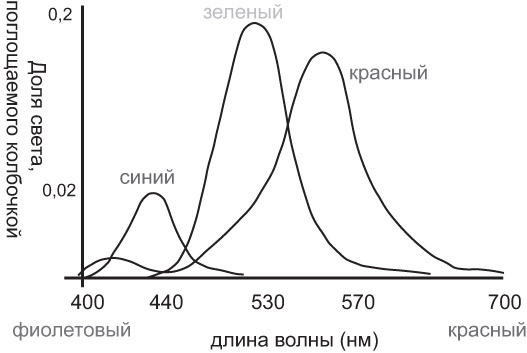 зеленый
0,2
Доля света,
поглощаемого колбочкой
красный
синий
0,02
400 440 530 570 700
фиолетовый
длина волны (нм)
красный